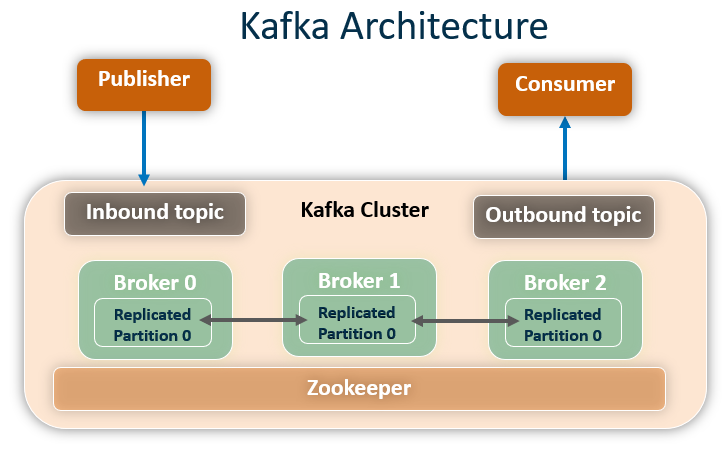 Kafka Architecture
Publisher
Consumer
Inbound topic
Kafka Cluster
Outbound topic
Broker 0
Broker 1
Broker 2
Replicated
Partition 0
Replicated
Partition 0
Replicated
Partition 0
Zookeeper